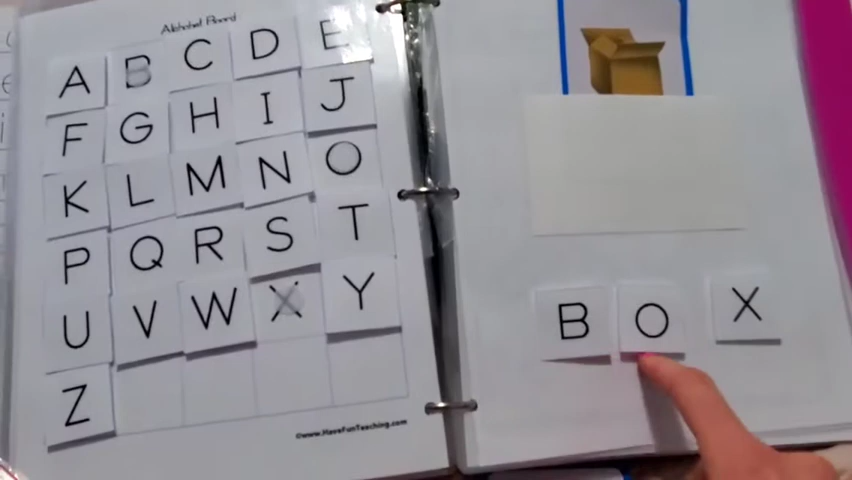 Alphabet Board
A B C D E
F G H I J
K L M N O
P Q R S T
U V W X Y
Z
©www.HaveFunTeaching.com
B O X